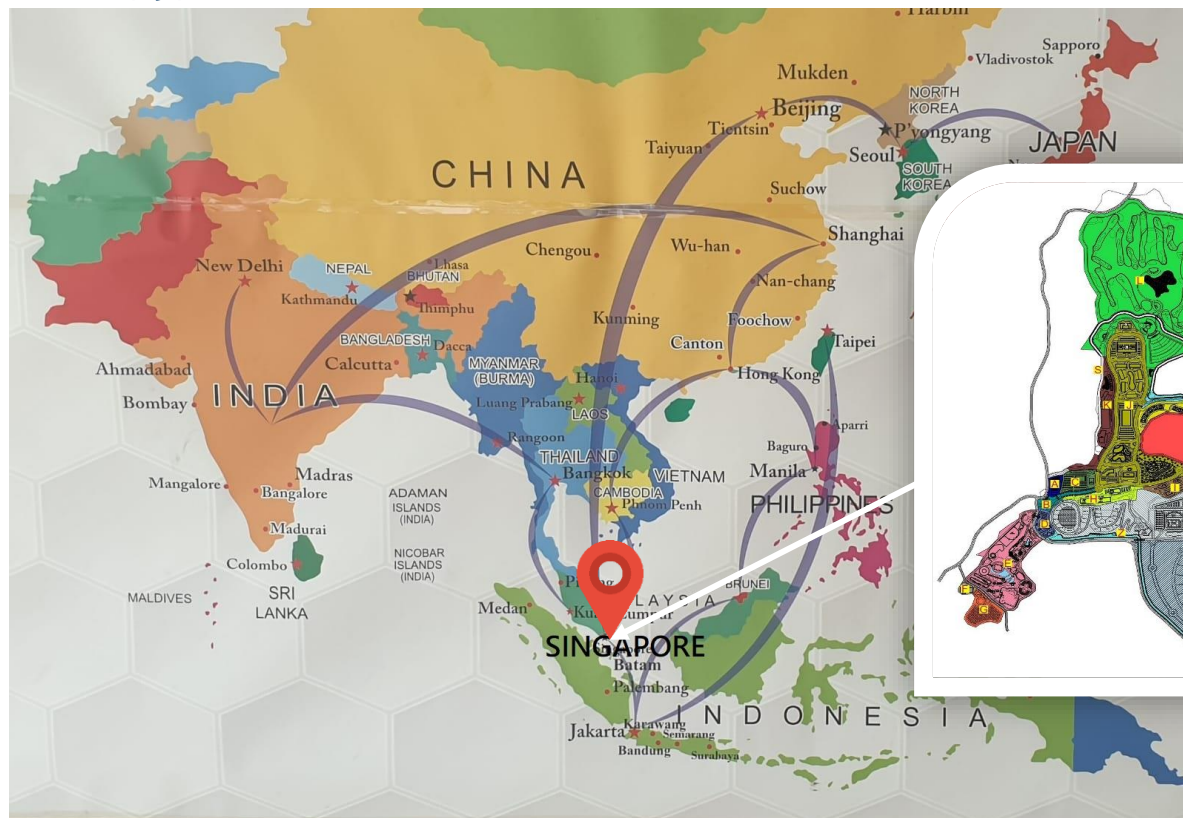 Harbin
Sapporo
Vladivostok
Mukden
NORTH
KOREA
Beijing
Tientsin
P'yongyang
Taiyuan
Seoul
JAPAN
SOUTH
KOREA
CHINA
Suchow
Shanghai
Wu-han
Chengou
New Delhi
NEPAL
Lhasa
BHUTAN
Nan-chang
Kathmandu
Thimphu
Kunming
Foochow
BANGLADESH
Dacca
Canton
Taipei
Ahmadabad
Calcutta
MYANMAR
(BURMA)
Hanoi
Hong Kong
INDIA
Bombay
Luang Prabang
LAOS
Aparri
Rangoon
Baguro
THAILAND
Bangkok
VIETNAM
Manila
Madras
Mangalore
Bangalore
ADAMAN
ISLANDS
(INDIA)
CAMBODIA
Phnom Penh
PHILIPPINES
Madurai
NICOBAR
ISLANDS
(INDIA)
Colombo
SRI
LANKA
MALDIVES
BRUNEI
LAYSIA
Medan
SINGAPORE
Batam
Palembang
INDONESIA
Jakarta
Karawang
Semarang
Bandung
Surabaya
L
S
K
J
A
C
B
H
I
D
Z
E
F
G